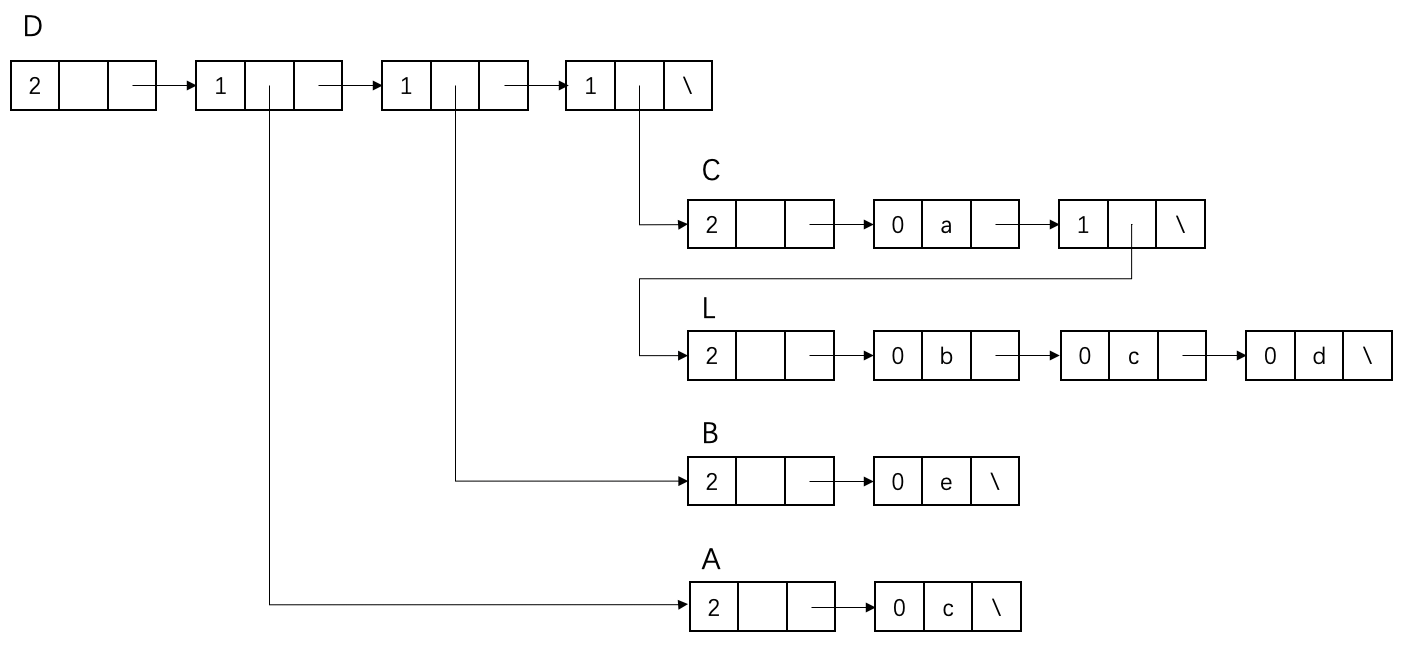 D
2 1 1 1 \
C
2 0 a 1 \
L
2 0 b 0 c 0 d \
B
2 0 e \
A
2 0 c \